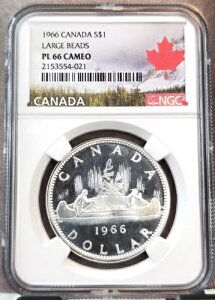 1966 CANADA S$1
LARGE BEADS
PL 66 CAMEO
2153554-021
CANADA
NGC
CANADA
1966
DOLLAR